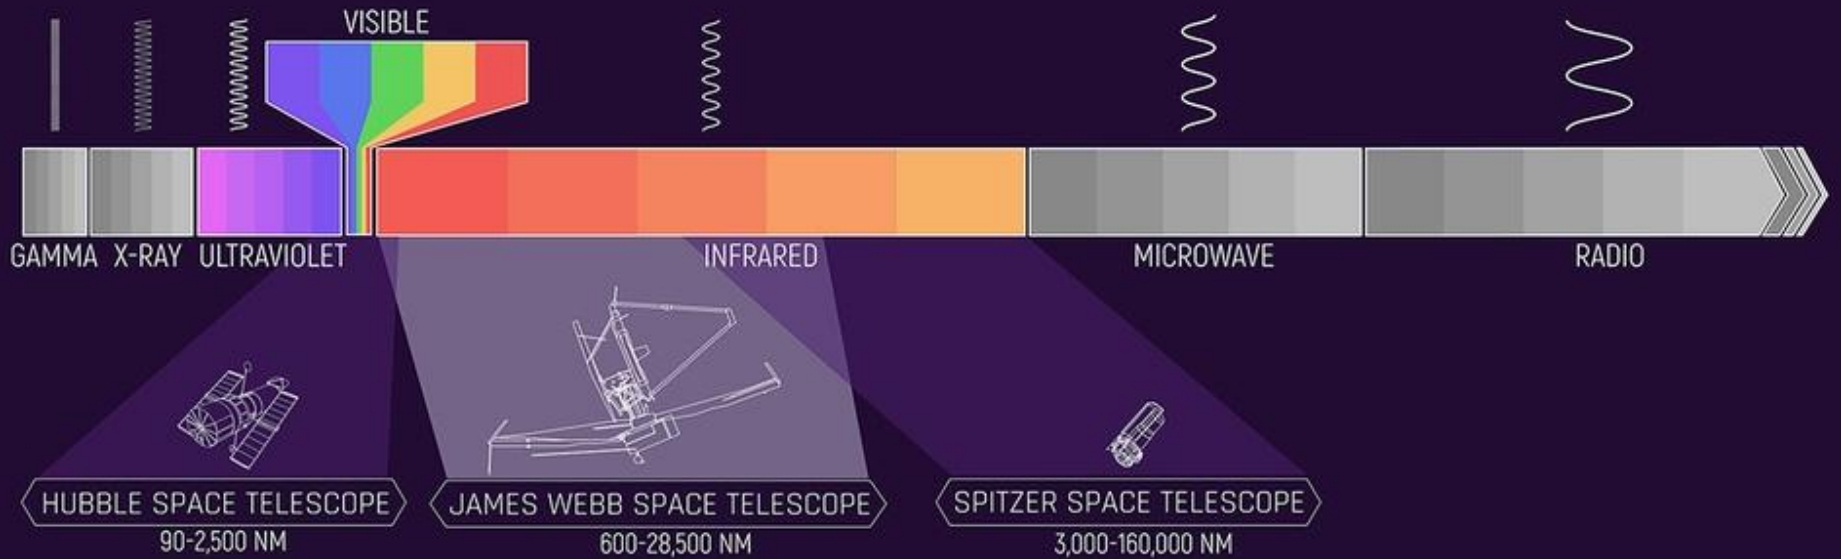 VISIBLE
GAMMA
X-RAY
ULTRAVIOLET
INFRARED
MICROWAVE
RADIO
HUBBLE SPACE TELESCOPE
90-2,500 NM
JAMES WEBB SPACE TELESCOPE
600-28,500 NM
SPITZER SPACE TELESCOPE
3,000-160,000 NM